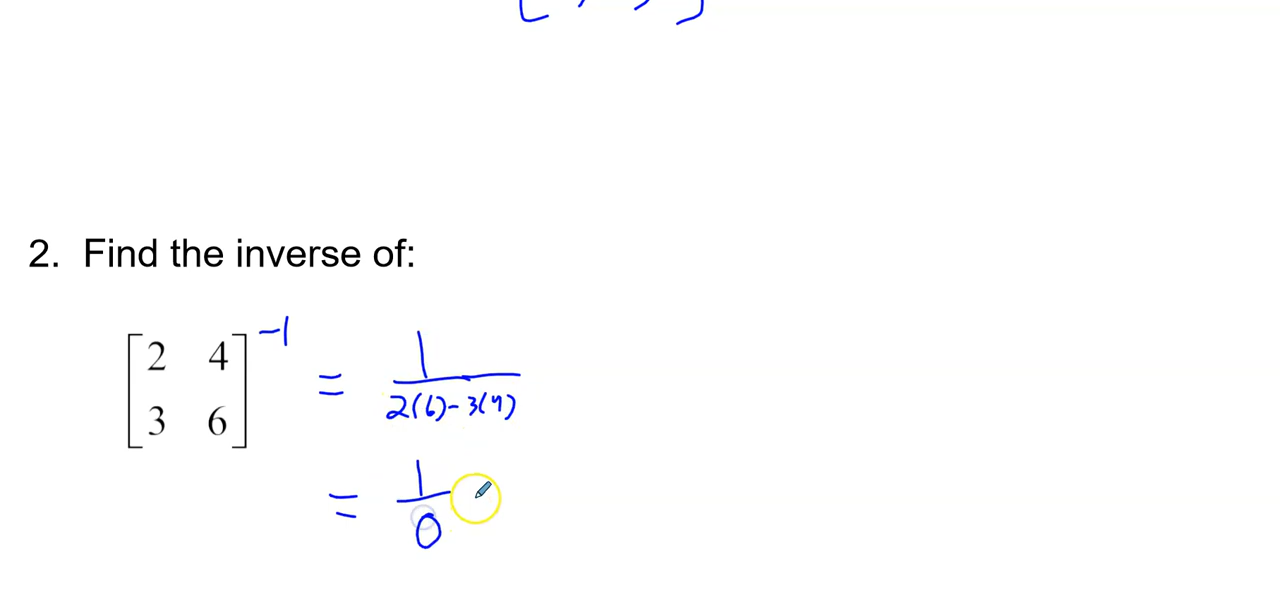 2. Find the inverse of:
[2 4
3 6]^-1 = 1/(2(6)-3(4))
= 1/0